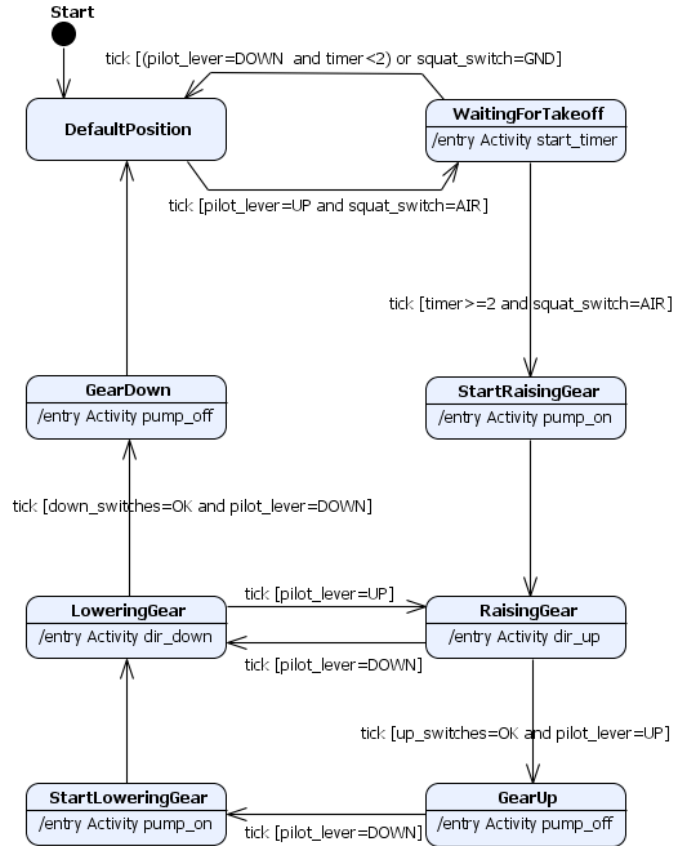 Start
tick [(pilot_lever=DOWN and timer<2) or squat_switch=GND]
DefaultPosition
WaitingForTakeoff
/entry Activity start_timer
tick [pilot_lever=UP and squat_switch=AIR]
tick [timer>=2 and squat_switch=AIR]
GearDown
/entry Activity pump_off
StartRaisingGear
/entry Activity pump_on
tick [down_switches=OK and pilot_lever=DOWN]
tick [pilot_lever=UP]
LoweringGear
/entry Activity dir_down
RaisingGear
/entry Activity dir_up
tick [pilot_lever=DOWN]
tick [up_switches=OK and pilot_lever=UP]
StartLoweringGear
/entry Activity pump_on
GearUp
/entry Activity pump_off
tick [pilot_lever=DOWN]